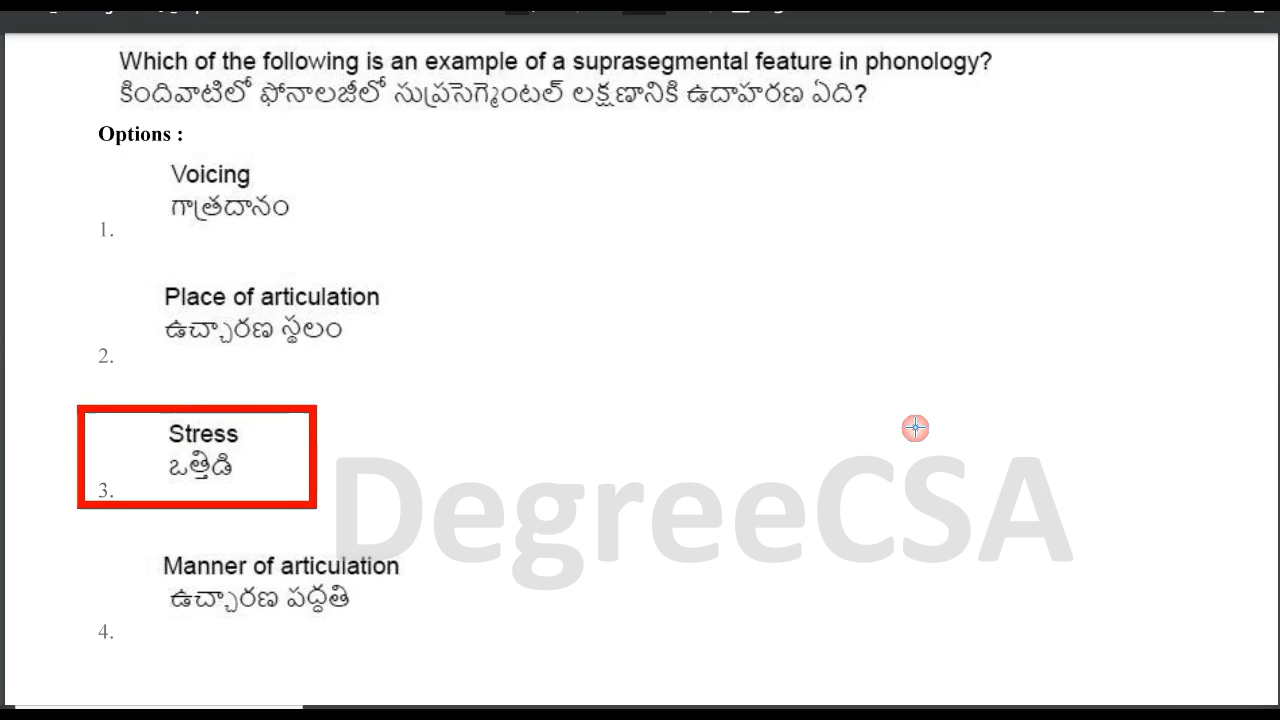 Which of the following is an example of a suprasegmental feature in phonology?
కిందివాటిలో ఫోనాలజీలో సుప్రసెగ్మెంటల్ లక్షణానికి ఉదాహరణ ఏది?
Options :
Voicing
గాత్రదానం
1.
Place of articulation
ఉచ్చారణ స్థలం
2.
Stress
ఒత్తిడి
3.
DegreeCSA
Manner of articulation
ఉచ్చారణ పద్ధతి
4.